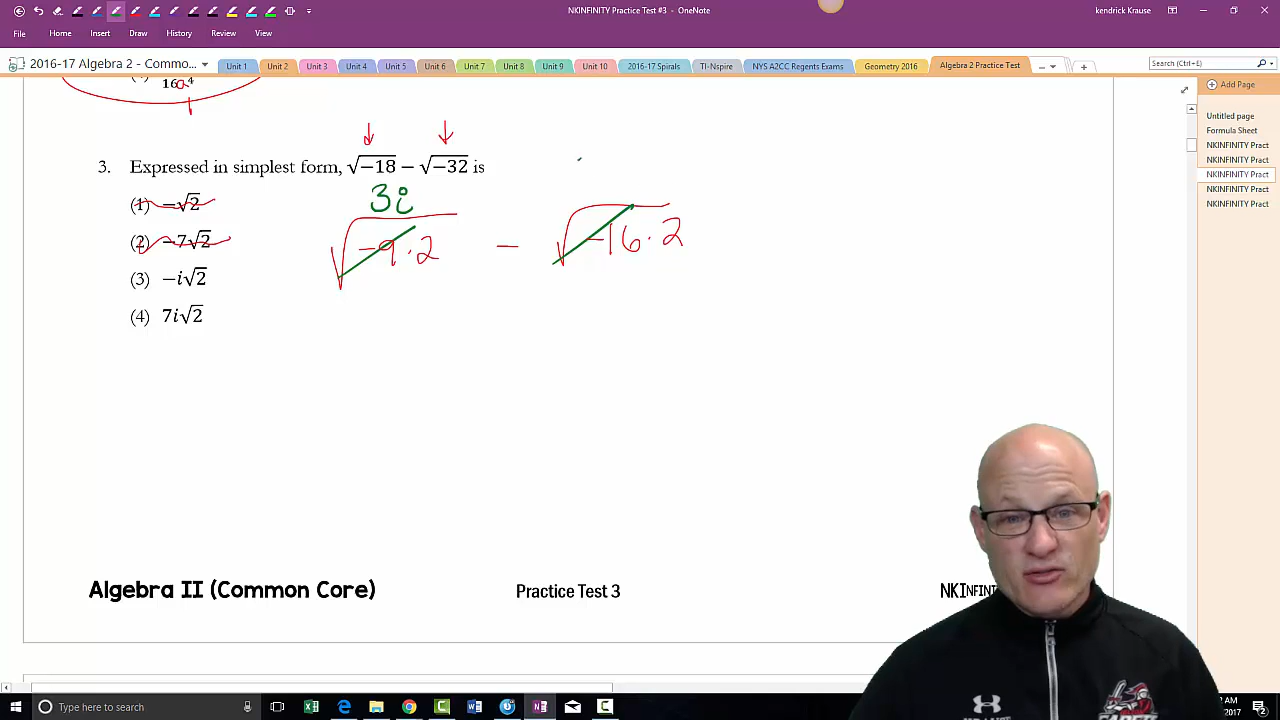 NKINFINITY Practice Test #3 - OneNote
kendrick Krause
File Home Insert Draw History Review View
2016-17 Algebra 2 - Commo...
Unit 1 Unit 2 Unit 3 Unit 4 Unit 5 Unit 6 Unit 7 Unit 8 Unit 9 Unit 10 2016-17 Spirals TI-Nspire NYS A2CC Regents Exams Geometry 2016 Algebra 2 Practice Test
Search (Ctrl+E)
Add Page
Untitled page
Formula Sheet
NKINFINITY Pract
NKINFINITY Pract
NKINFINITY Pract
NKINFINITY Pract
NKINFINITY Pract
3. Expressed in simplest form, √−18 − √−32 is
(1) −√2
(2) −7√2
(3) −i√2
(4) 7i√2
3i
√−9·2 − √−16·2
Algebra II (Common Core) Practice Test 3
Type here to search